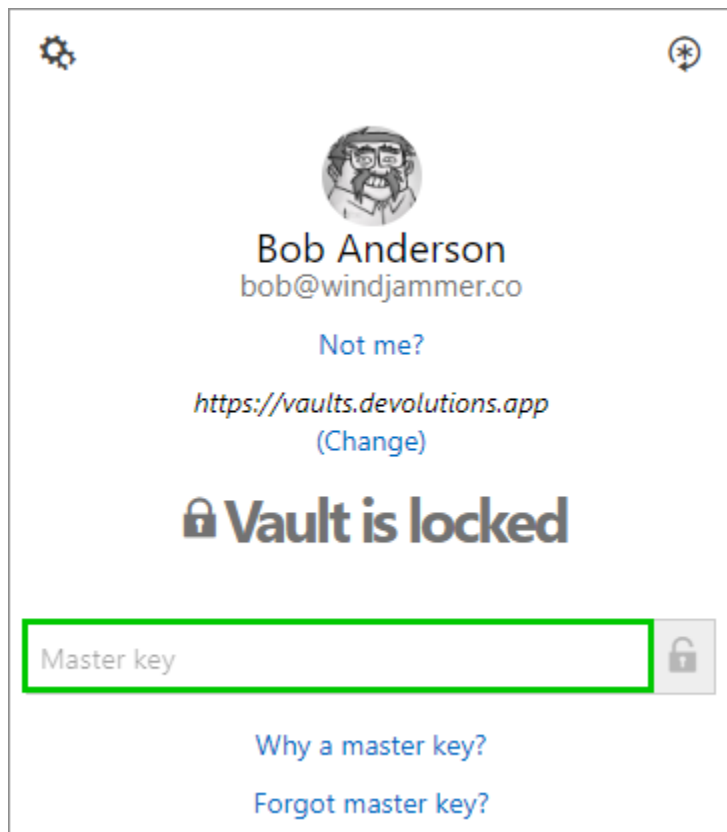 Bob Anderson
bob@windjammer.co
Not me?
https://vaults.devolutions.app
(Change)
Vault is locked
Master key
Why a master key?
Forgot master key?